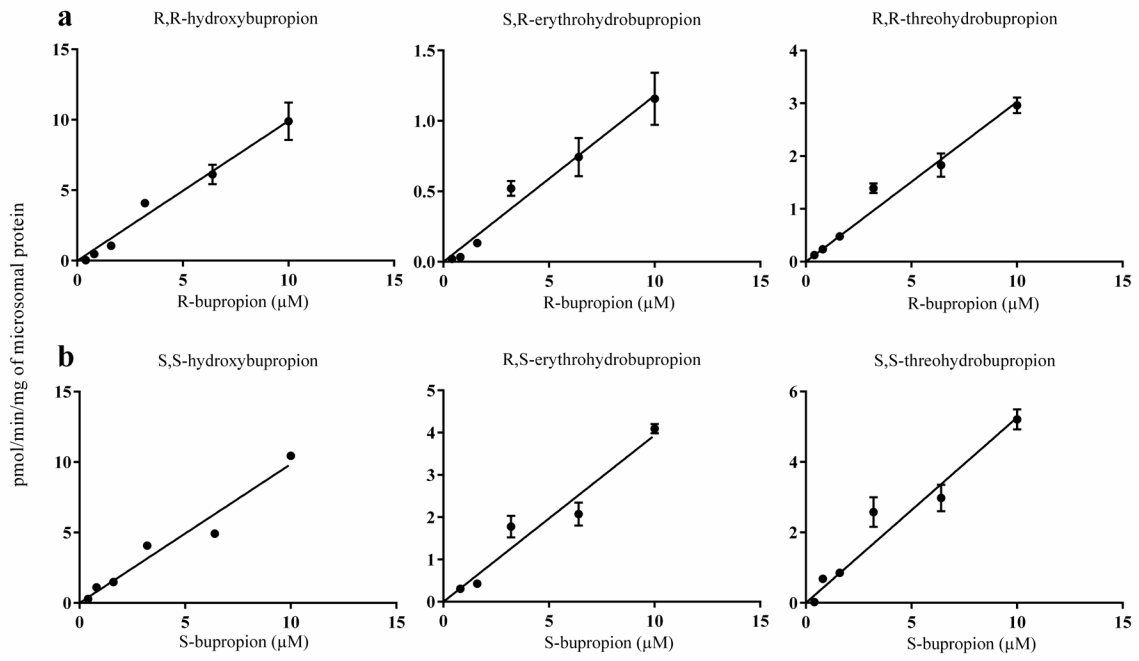 a
R,R-hydroxybupropion
S,R-erythrohydrobupropion
R,R-threohydrobupropion
15
10
5
0
0 5 10 15
R-bupropion (µM)
1.5
1.0
0.5
0.0
0 5 10 15
R-bupropion (µM)
4
3
2
1
0
0 5 10 15
R-bupropion (µM)
pmol/min/mg of microsomal protein
b
S,S-hydroxybupropion
R,S-erythrohydrobupropion
S,S-threohydrobupropion
15
10
5
0
0 5 10 15
S-bupropion (µM)
5
4
3
2
1
0
0 5 10 15
S-bupropion (µM)
6
4
2
0
0 5 10 15
S-bupropion (µM)